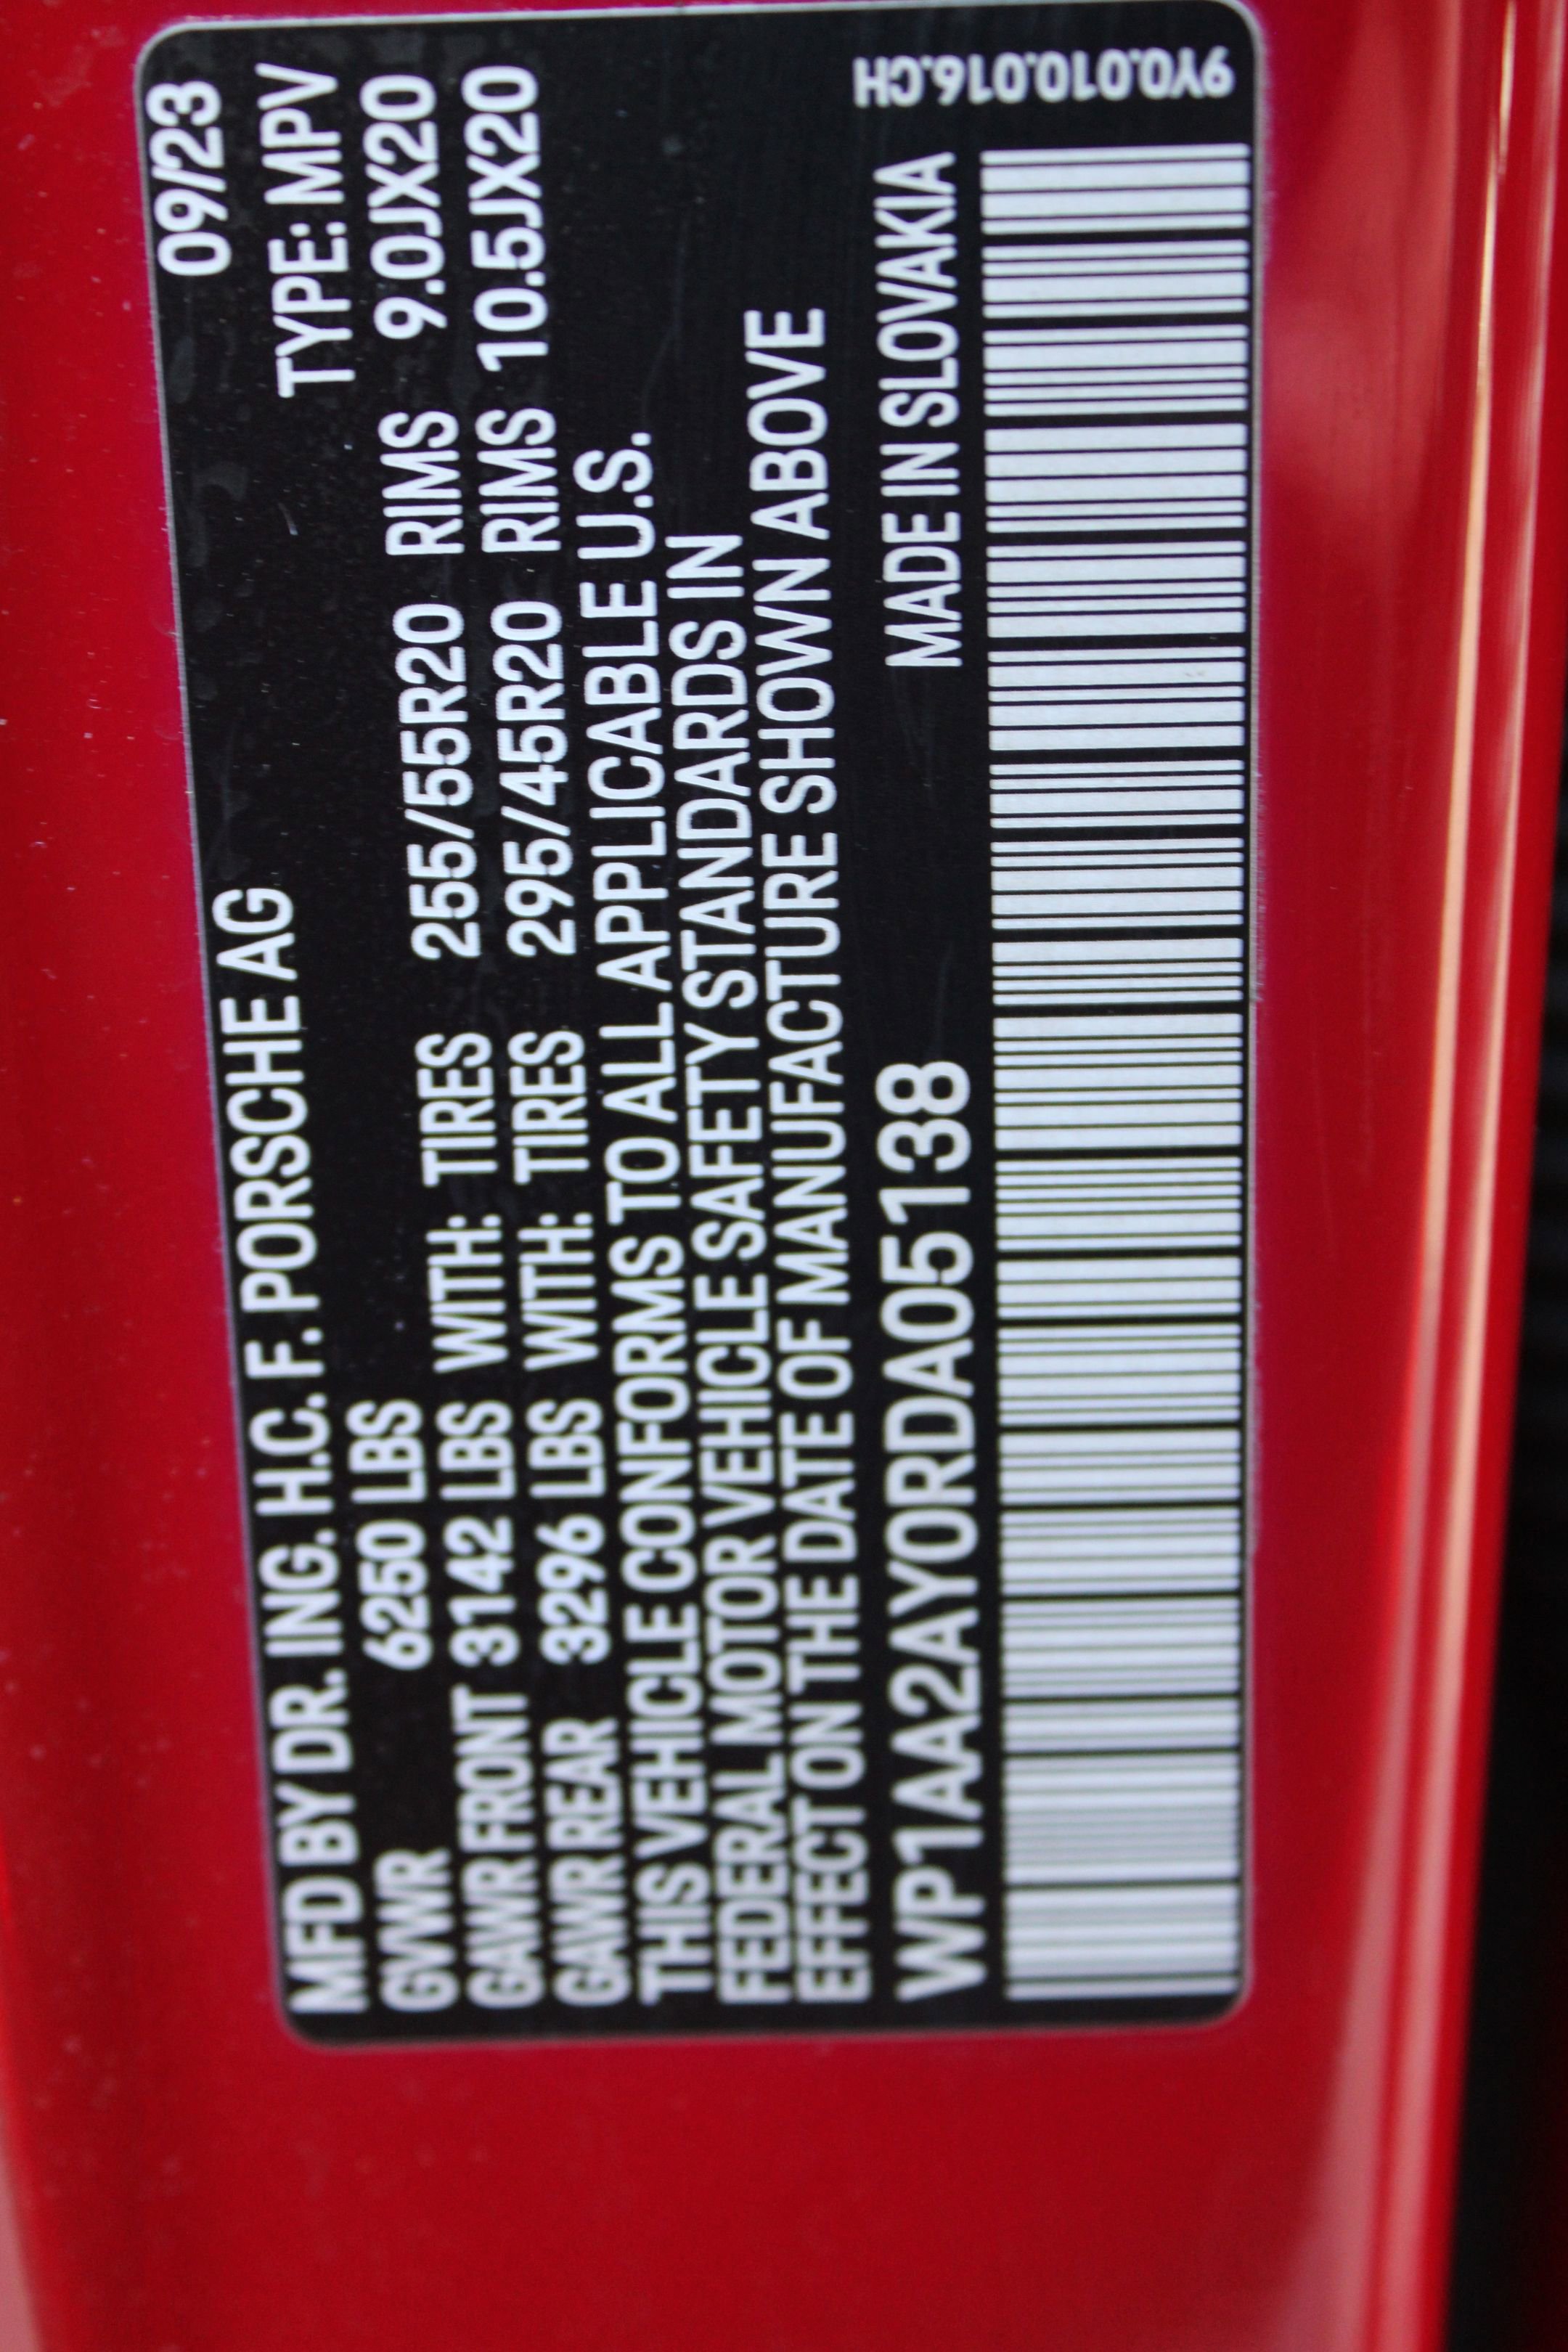 09/23
MFD BY DR. ING. H.C. F. PORSCHE AG TYPE: MPV
GVWR 6250 LBS
GAWR FRONT 3142 LBS WITH: TIRES 255/55R20 RIMS 9.0JX20
GAWR REAR 3296 LBS WITH: TIRES 295/45R20 RIMS 10.5JX20
THIS VEHICLE CONFORMS TO ALL APPLICABLE U.S.
FEDERAL MOTOR VEHICLE SAFETY STANDARDS IN
EFFECT ON THE DATE OF MANUFACTURE SHOWN ABOVE
WP1AA2AY0RDA05138 MADE IN SLOVAKIA
9Y0.010.016.CH